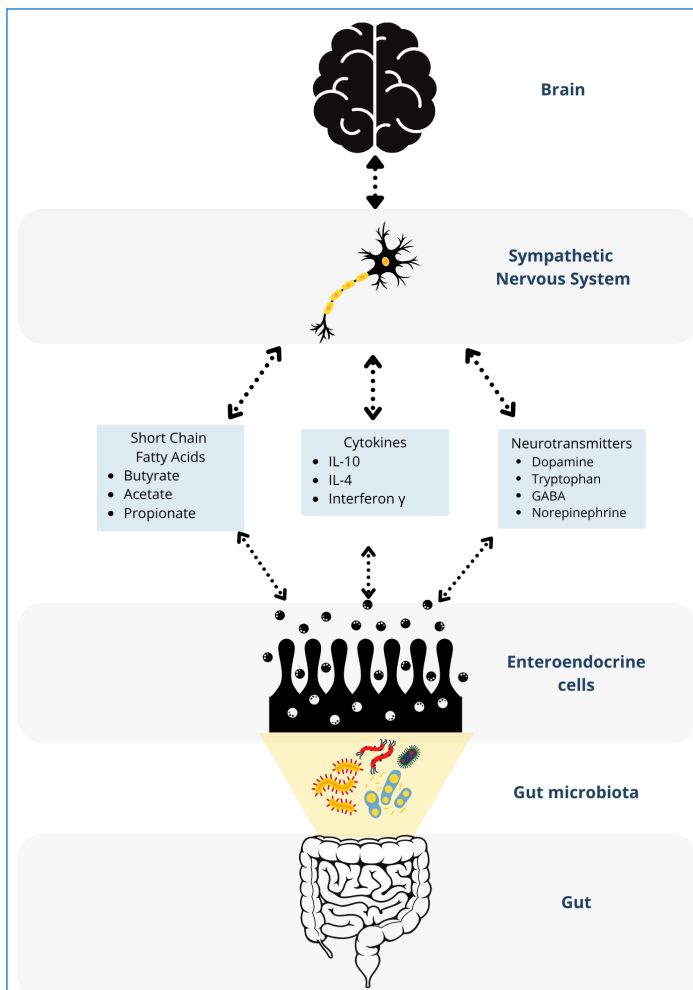 Brain
Sympathetic
Nervous System
Short Chain
Fatty Acids
• Butyrate
• Acetate
• Propionate
Cytokines
• IL-10
• IL-4
• Interferon γ
Neurotransmitters
• Dopamine
• Tryptophan
• GABA
• Norepinephrine
Enteroendocrine
cells
Gut microbiota
Gut